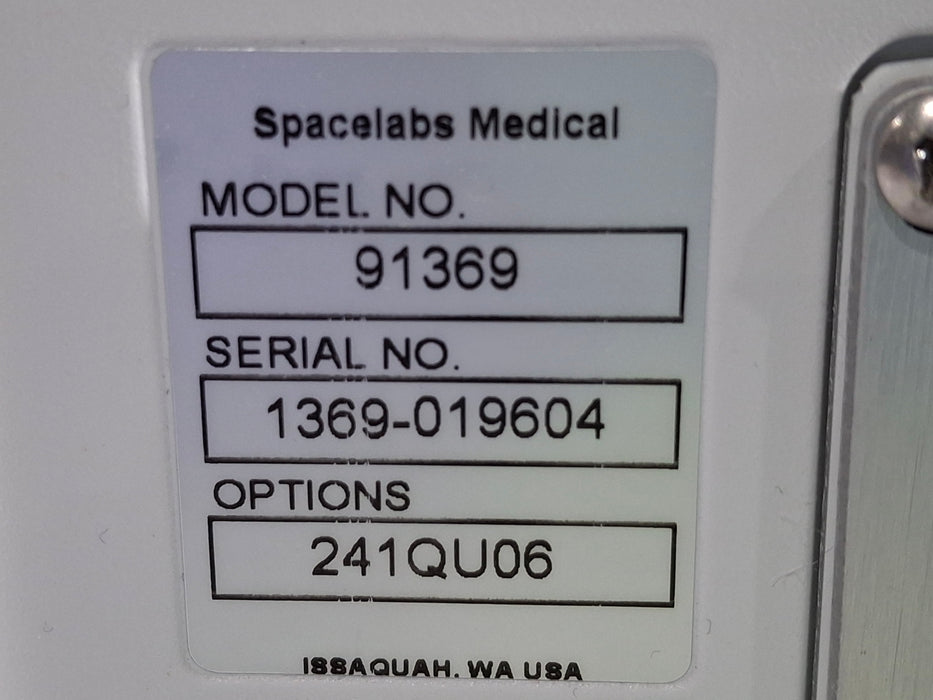 Spacelabs Medical
MODEL NO.
91369
SERIAL NO.
1369-019604
OPTIONS
241QU06
ISSAQUAH, WA USA